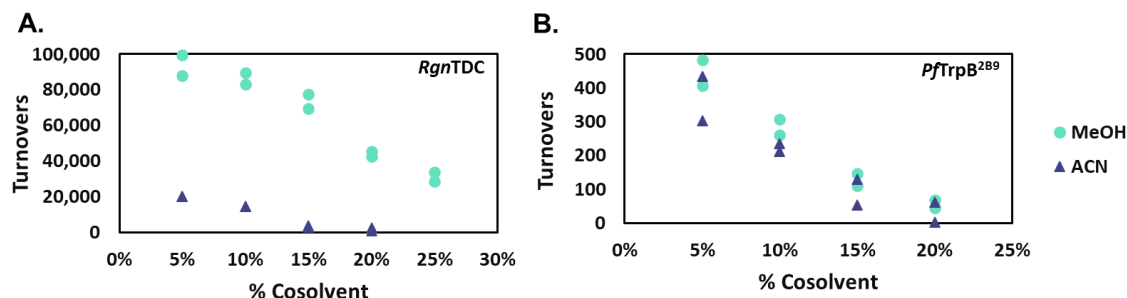 A.
RgnTDC
100,000
80,000
60,000
40,000
20,000
0
Turnovers
0% 5% 10% 15% 20% 25% 30%
% Cosolvent
B.
PfTrpB²ᴮ⁹
500
400
300
200
100
0
Turnovers
0% 5% 10% 15% 20% 25%
% Cosolvent
MeOH
ACN